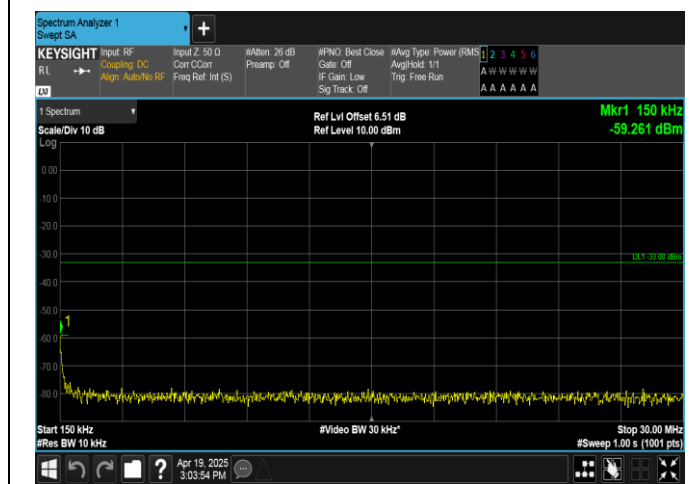 Spectrum Analyzer 1
Swept SA
+
KEYSIGHT Input: RF Input Z: 50 Ω #Atten: 26 dB #PNO: Best Close #Avg Type: Power (RMS 1 2 3 4 5 6
RL Coupling: DC Corr CCorr Preamp: Off Gate: Off Avg|Hold: 1/1 A W W W W W
Align: Auto/No RF Freq Ref: Int (S) IF Gain: Low Trig: Free Run
LXI Sig Track: Off A A A A A A
1 Spectrum Ref Lvl Offset 6.51 dB Mkr1 150 kHz
Scale/Div 10 dB Ref Level 10.00 dBm -59.261 dBm
Log
0.00
-10.0
-20.0
-30.0 DL1 -33.00 dBm
-40.0
-50.0
1
-60.0
-70.0
-80.0
Start 150 kHz #Video BW 30 kHz* Stop 30.00 MHz
#Res BW 10 kHz #Sweep 1.00 s (1001 pts)
? Apr 19, 2025
3:03:54 PM